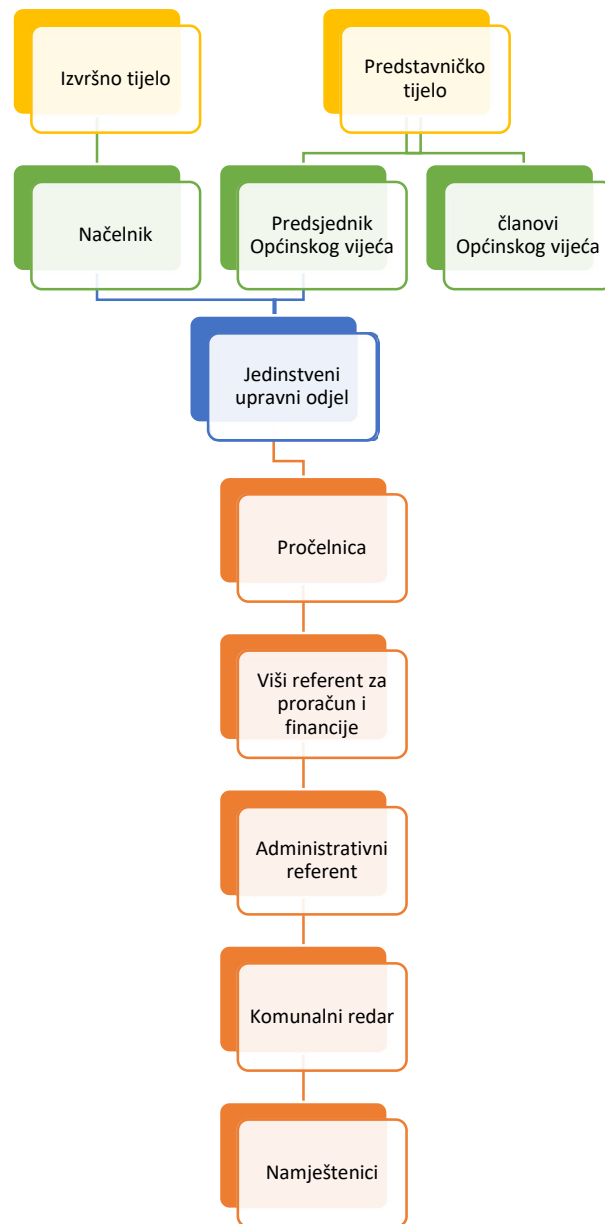 Izvršno tijelo
Predstavničko
tijelo
Načelnik
Predsjednik
Općinskog vijeća
članovi
Općinskog vijeća
Jedinstveni
upravni odjel
Pročelnica
Viši referent za
proračun i
financije
Administrativni
referent
Komunalni redar
Namještenici